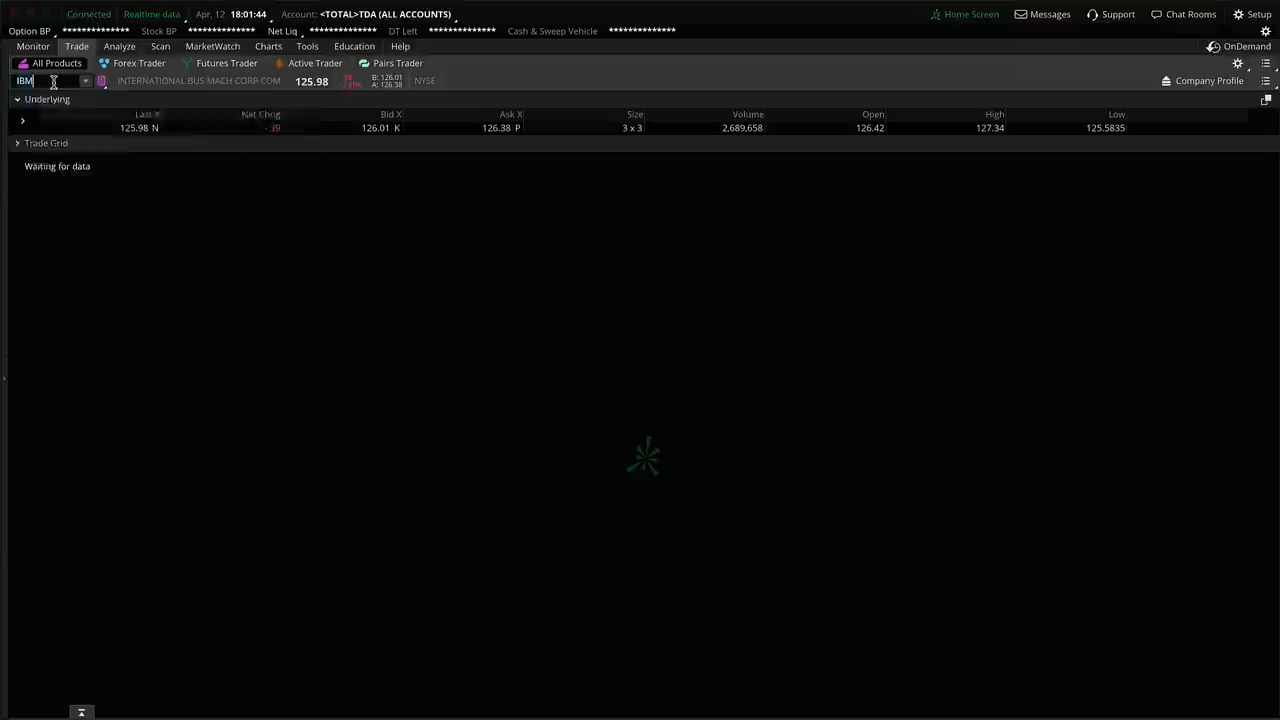 Connected Realtime data Apr, 12 18:01:44 Account: <TOTAL>TDA (ALL ACCOUNTS) Home Screen Messages Support Chat Rooms Setup
Option BP ************** Stock BP ************** Net Liq ************** DT Left ************** Cash & Sweep Vehicle **************
Monitor Trade Analyze Scan MarketWatch Charts Tools Education Help OnDemand
All Products Forex Trader Futures Trader Active Trader Pairs Trader
IBM INTERNATIONAL BUS MACH CORP COM 125.98 B: 126.01 A: 126.38 NYSE Company Profile
Underlying
Last X Net Chng Bid X Ask X Size Volume Open High Low
125.98 N -.39 126.01 K 126.38 P 3 x 3 2,689,658 126.42 127.34 125.5835
Trade Grid
Waiting for data